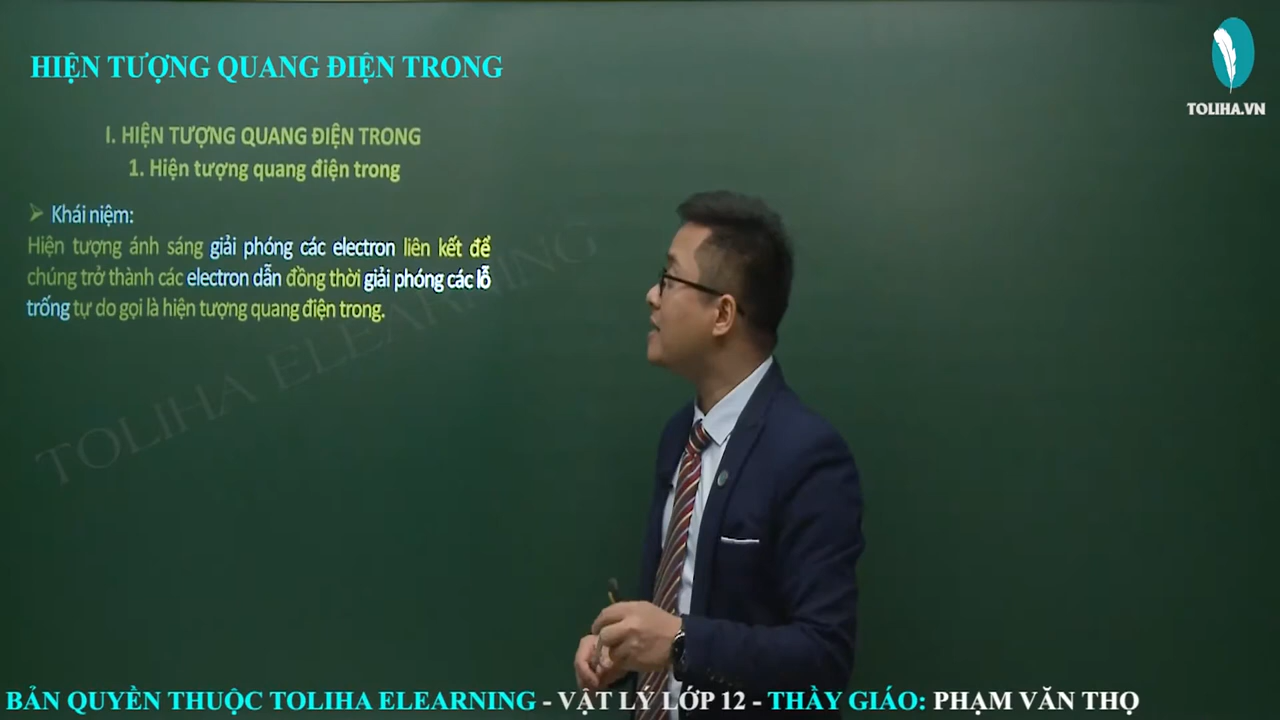 HIỆN TƯỢNG QUANG ĐIỆN TRONG
TOLIHA.VN
I. HIỆN TƯỢNG QUANG ĐIỆN TRONG
1. Hiện tượng quang điện trong
Khái niệm:
Hiện tượng ánh sáng giải phóng các electron liên kết để
chúng trở thành các electron dẫn đồng thời giải phóng các lỗ
trống tự do gọi là hiện tượng quang điện trong.
TOLIHA ELEARNING
BẢN QUYỀN THUỘC TOLIHA ELEARNING - VẬT LÝ LỚP 12 - THẦY GIÁO: PHẠM VĂN THỌ